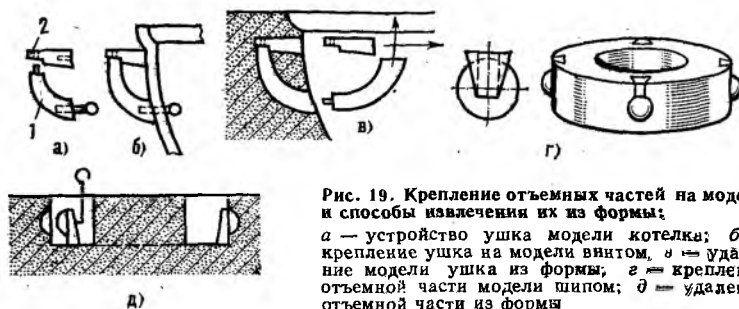 2
1
а)
б)
в)
г)
д)
Рис. 19. Крепление отъемных частей на моде
и способы извлечения их из формы:
а — устройство ушка модели котелка; б
крепление ушка на модели винтом, в — уда
ние модели ушка из формы, г — креплен
отъемной части модели шипом; д — удален
отъемной части из формы